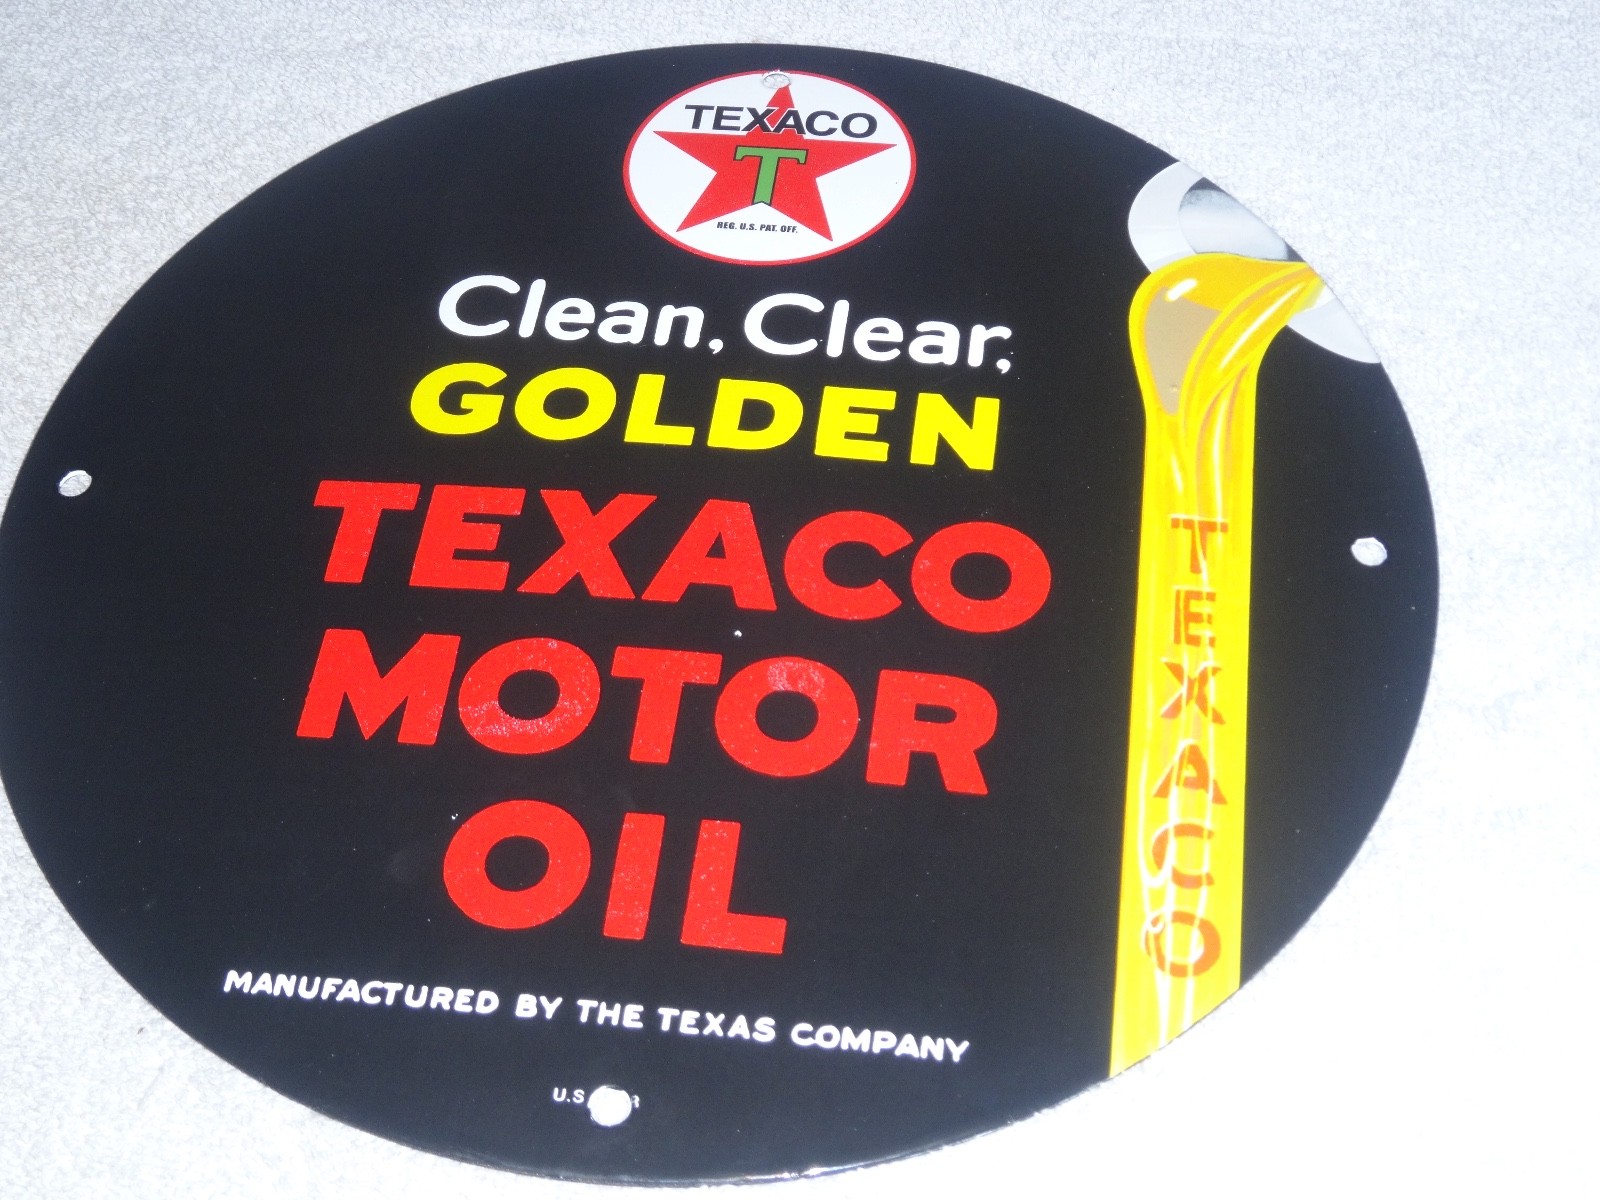 TEXACO
T
REG. U.S. PAT. OFF.
Clean, Clear,
GOLDEN
TEXACO
MOTOR
OIL
TEXACO
MANUFACTURED BY THE TEXAS COMPANY